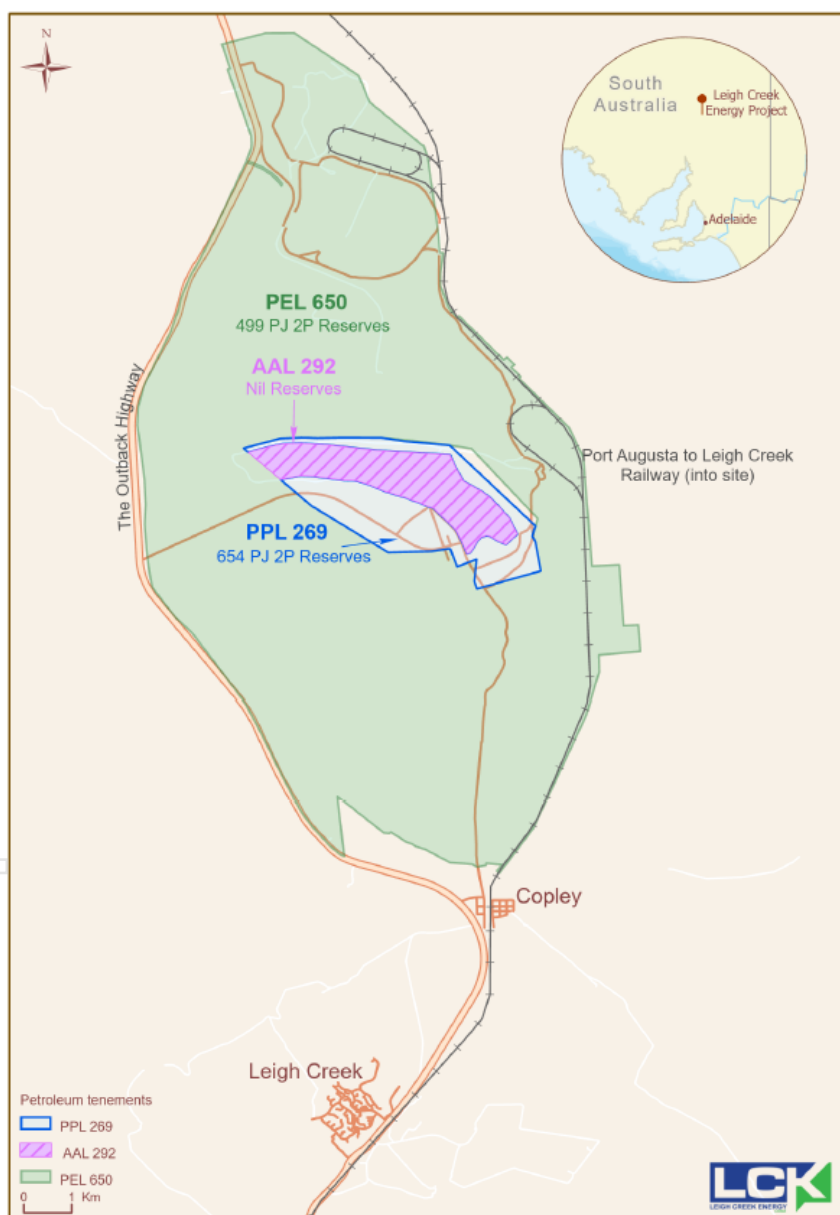 N
South
Australia
Leigh Creek
Energy Project
Adelaide
PEL 650
499 PJ 2P Reserves
AAL 292
Nil Reserves
The Outback Highway
Port Augusta to Leigh Creek
Railway (into site)
PPL 269
654 PJ 2P Reserves
Copley
Leigh Creek
Petroleum tenements
PPL 269
AAL 292
PEL 650
0 1 Km
LCK
LEIGH CREEK ENERGY